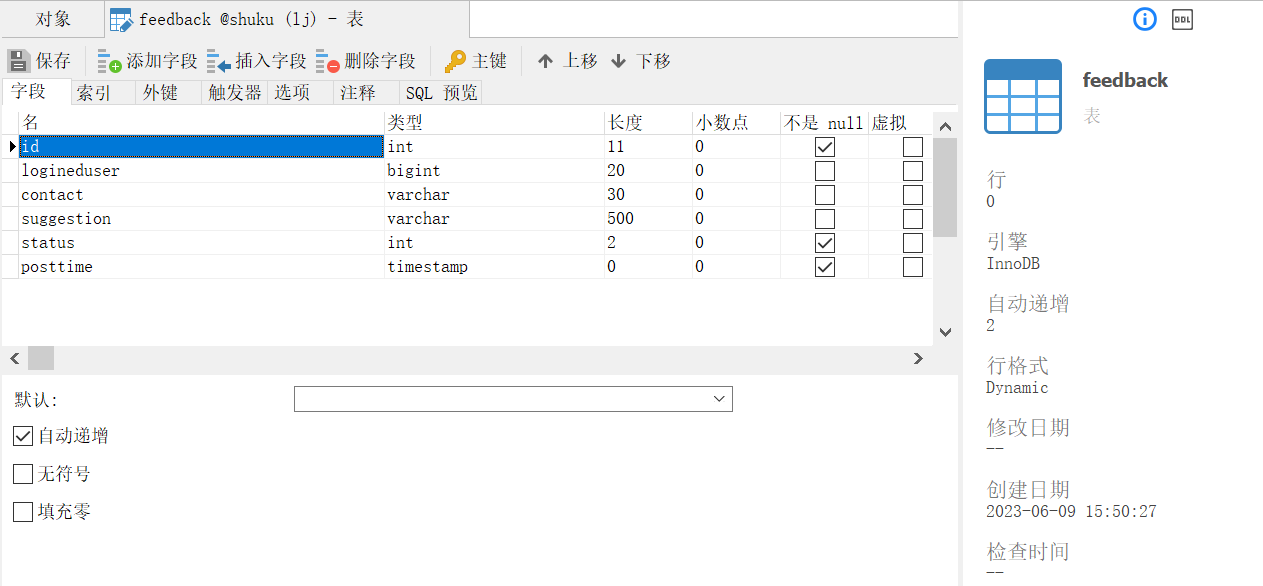 对象 feedback @shuku (lj) - 表
保存 添加字段 插入字段 删除字段 主键 上移 下移
字段 索引 外键 触发器 选项 注释 SQL 预览
名 类型 长度 小数点 不是 null 虚拟
id int 11 0
logineduser bigint 20 0
contact varchar 30 0
suggestion varchar 500 0
status int 2 0
posttime timestamp 0 0
默认:
自动递增
无符号
填充零
DDL
feedback
表
行
0
引擎
InnoDB
自动递增
2
行格式
Dynamic
修改日期
--
创建日期
2023-06-09 15:50:27
检查时间
--